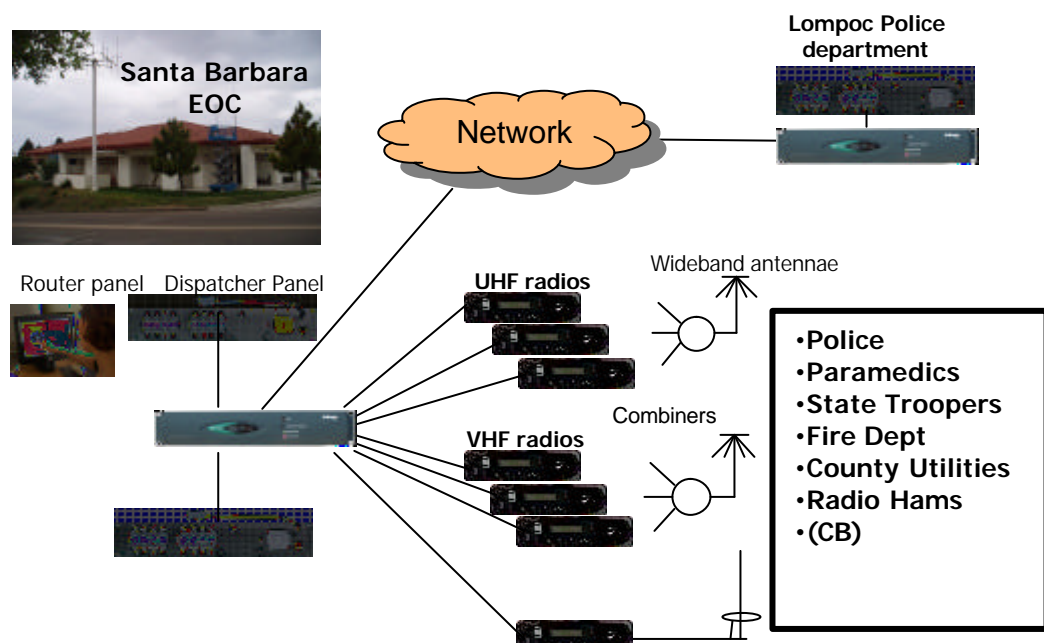 Santa Barbara
EOC
Lompoc Police
department
Network
Router panel
Dispatcher Panel
UHF radios
Wideband antennae
Combiners
VHF radios
•Police
•Paramedics
•State Troopers
•Fire Dept
•County Utilities
•Radio Hams
•(CB)